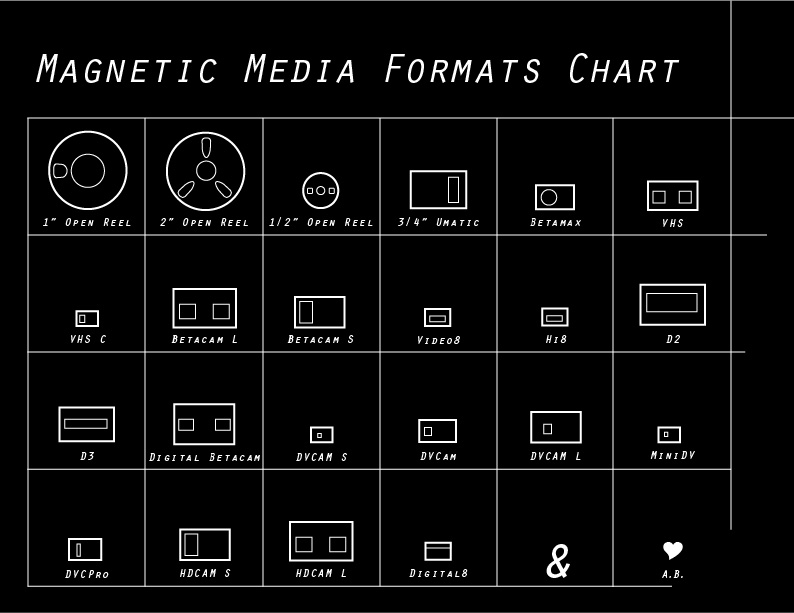 Magnetic Media Formats Chart
1" Open Reel
2" Open Reel
1/2" Open Reel
3/4" Umatic
Betamax
VHS
VHS C
Betacam L
Betacam S
Video8
Hi8
D2
D3
Digital Betacam
DVCAM S
DVCam
DVCAM L
MiniDV
DVCPro
HDCAM S
HDCAM L
Digital8
&
♥
A.B.